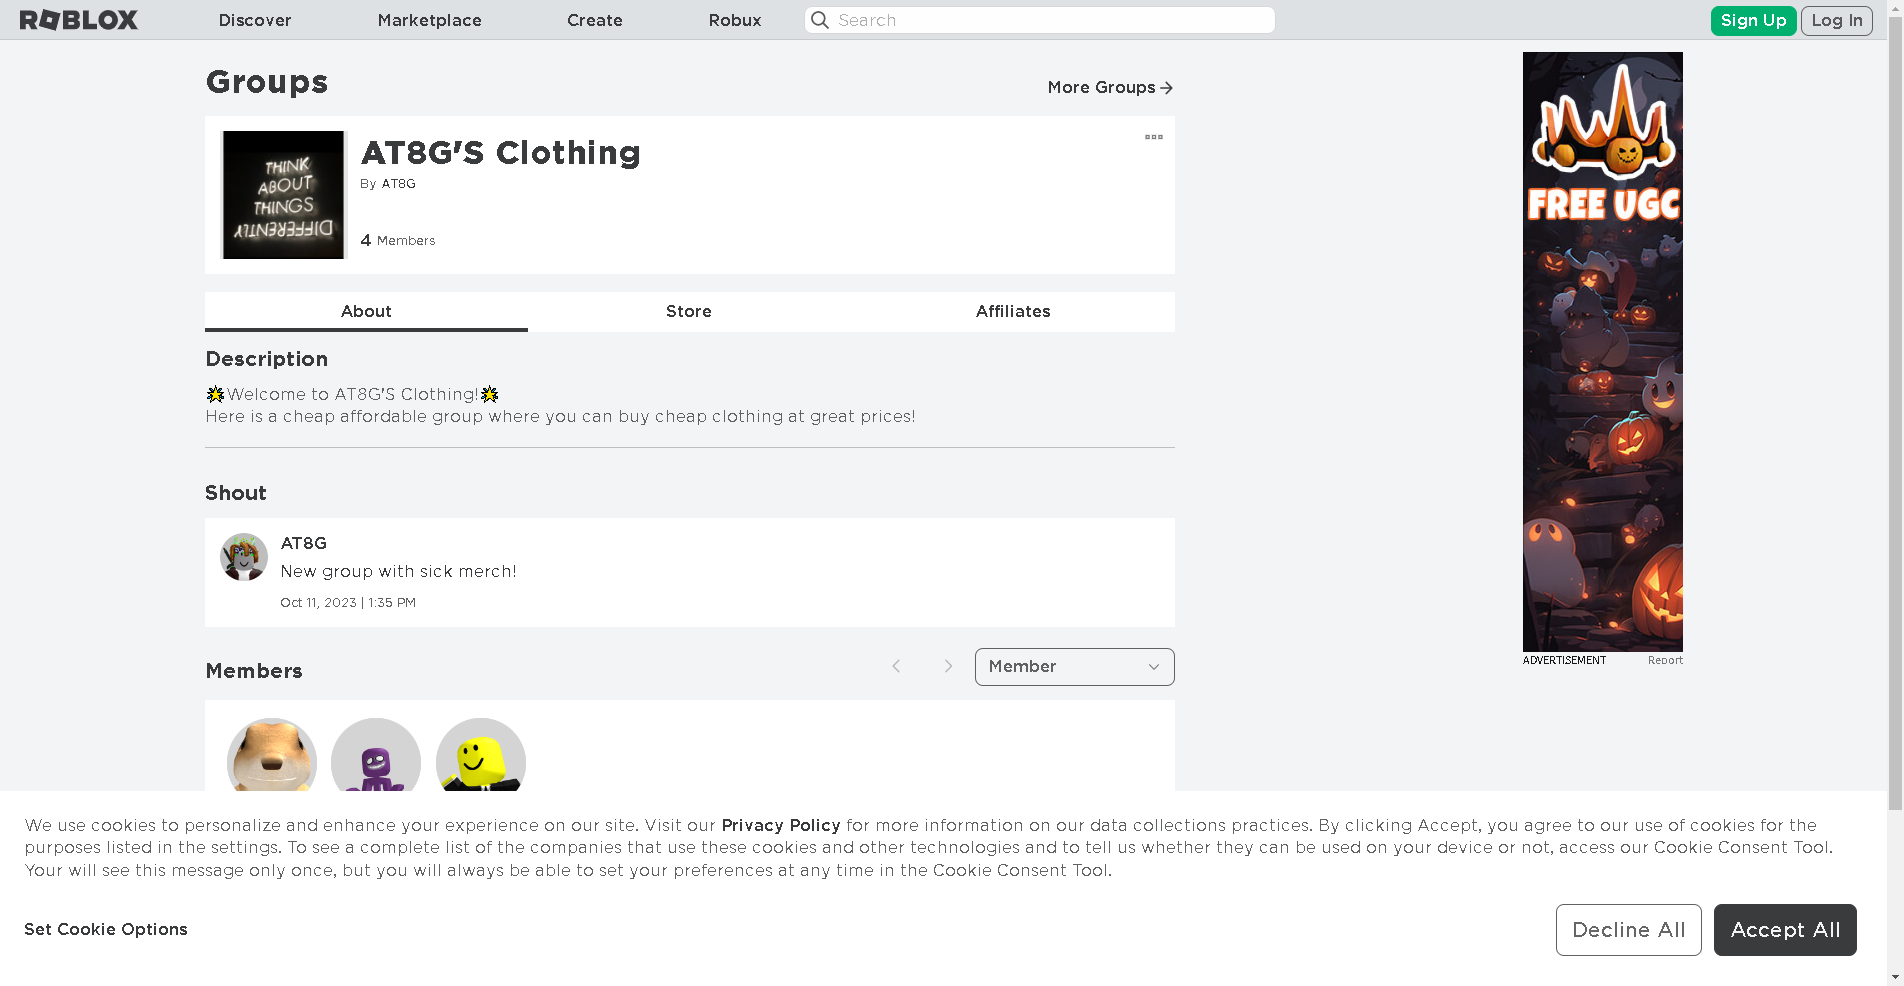 ROBLOX Discover Marketplace Create Robux Search Sign Up Log In
Groups
More Groups
THINK
ABOUT
THINGS
DIFFERENTLY
AT8G'S Clothing
By AT8G
4 Members
About Store Affiliates
Description
🌟Welcome to AT8G'S Clothing!🌟
Here is a cheap affordable group where you can buy cheap clothing at great prices!
Shout
AT8G
New group with sick merch!
Oct 11, 2023 | 1:35 PM
Members
Member
FREE UGC
ADVERTISEMENT Report
We use cookies to personalize and enhance your experience on our site. Visit our Privacy Policy for more information on our data collections practices. By clicking Accept, you agree to our use of cookies for the
purposes listed in the settings. To see a complete list of the companies that use these cookies and other technologies and to tell us whether they can be used on your device or not, access our Cookie Consent Tool.
Your will see this message only once, but you will always be able to set your preferences at any time in the Cookie Consent Tool.
Set Cookie Options
Decline All
Accept All